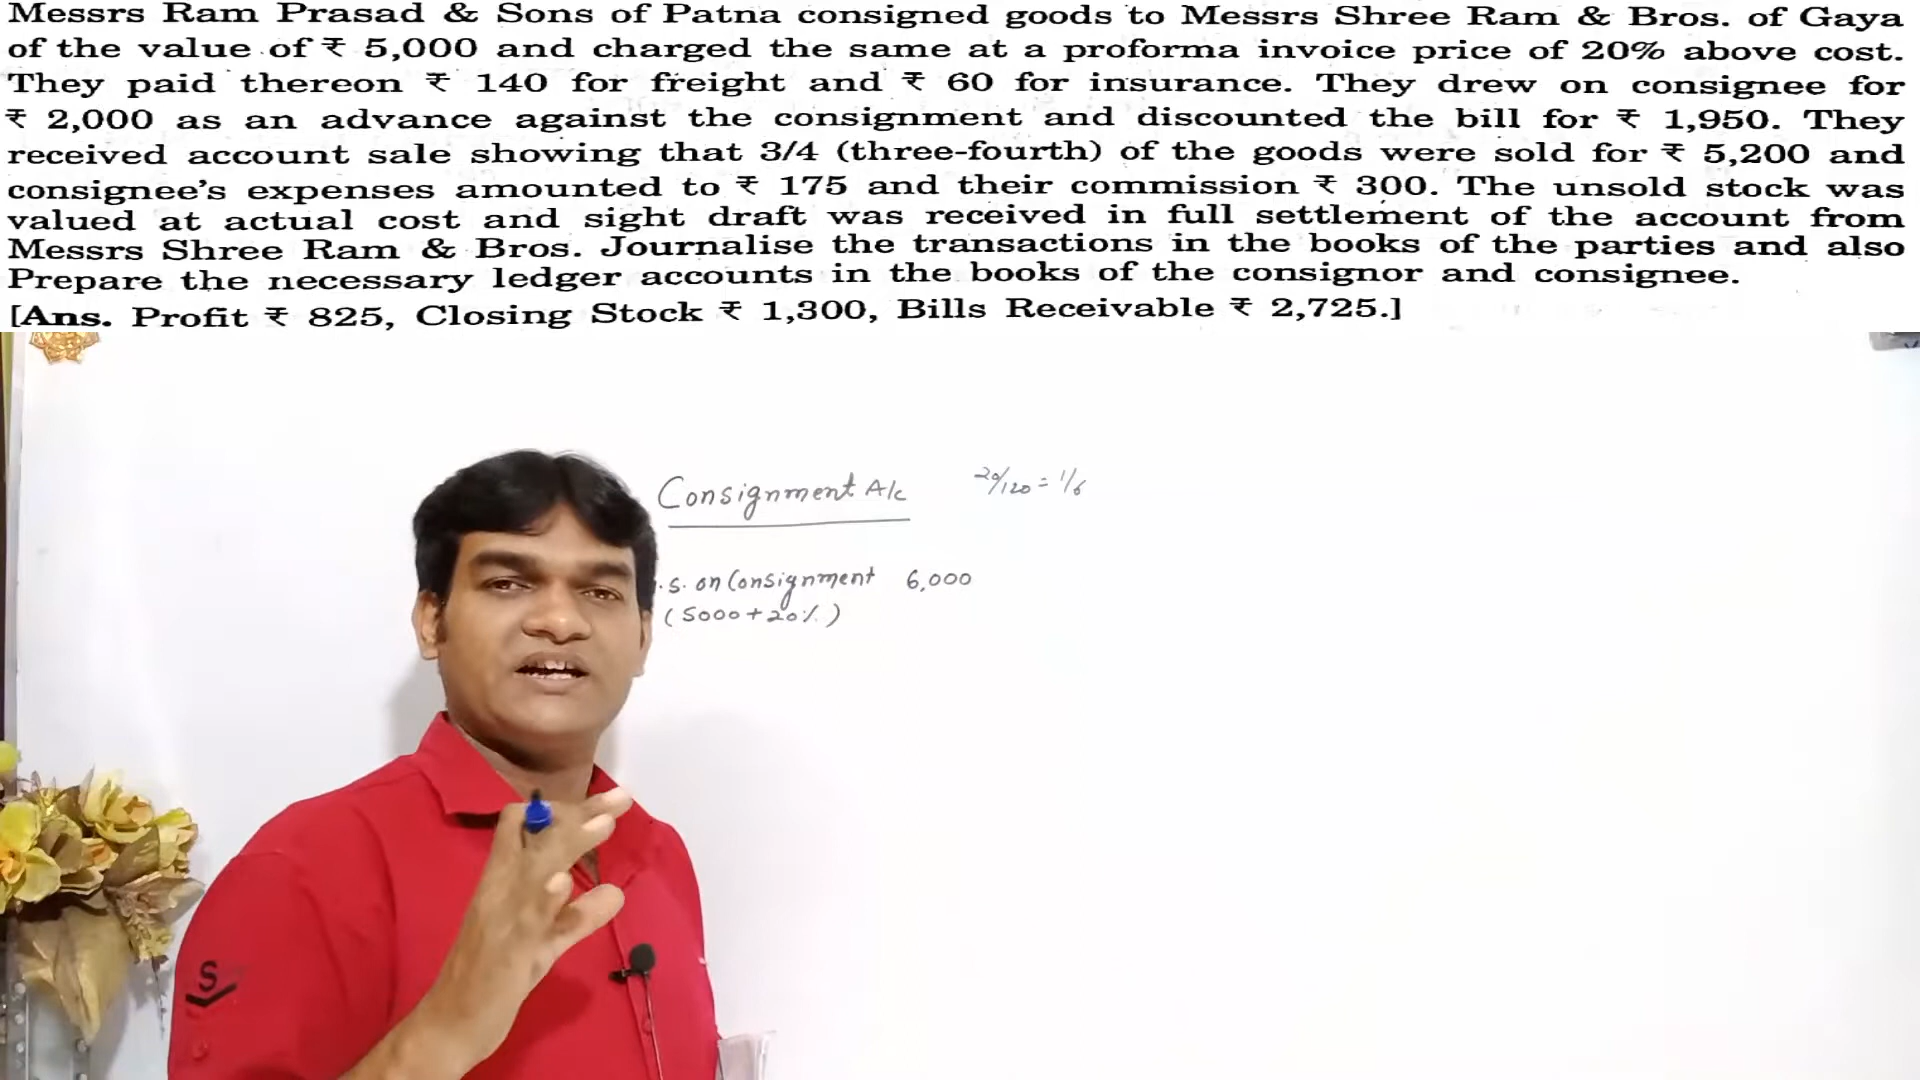 Messrs Ram Prasad & Sons of Patna consigned goods to Messrs Shree Ram & Bros. of Gaya
of the value of ₹ 5,000 and charged the same at a proforma invoice price of 20% above cost.
They paid thereon ₹ 140 for freight and ₹ 60 for insurance. They drew on consignee for
₹ 2,000 as an advance against the consignment and discounted the bill for ₹ 1,950. They
received account sale showing that 3/4 (three-fourth) of the goods were sold for ₹ 5,200 and
consignee's expenses amounted to ₹ 175 and their commission ₹ 300. The unsold stock was
valued at actual cost and sight draft was received in full settlement of the account from
Messrs Shree Ram & Bros. Journalise the transactions in the books of the parties and also
Prepare the necessary ledger accounts in the books of the consignor and consignee.
[Ans. Profit ₹ 825, Closing Stock ₹ 1,300, Bills Receivable ₹ 2,725.]
Consignment A/c 20/120 = 1/6
.s. on Consignment 6,000
(5000 + 20%)
S